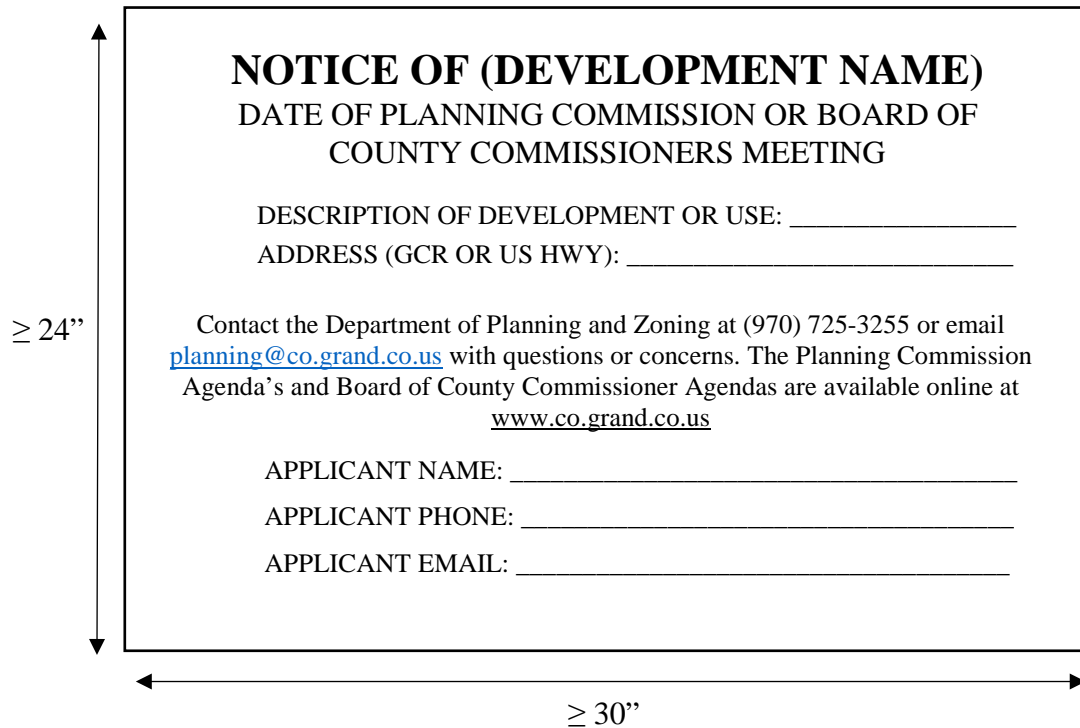 NOTICE OF (DEVELOPMENT NAME)
DATE OF PLANNING COMMISSION OR BOARD OF
COUNTY COMMISSIONERS MEETING
DESCRIPTION OF DEVELOPMENT OR USE: _________________
ADDRESS (GCR OR US HWY): _____________________________
≥ 24”
Contact the Department of Planning and Zoning at (970) 725-3255 or email
planning@co.grand.co.us with questions or concerns. The Planning Commission
Agenda’s and Board of County Commissioner Agendas are available online at
www.co.grand.co.us
APPLICANT NAME: ______________________________________
APPLICANT PHONE: _____________________________________
APPLICANT EMAIL: _____________________________________
≥ 30”